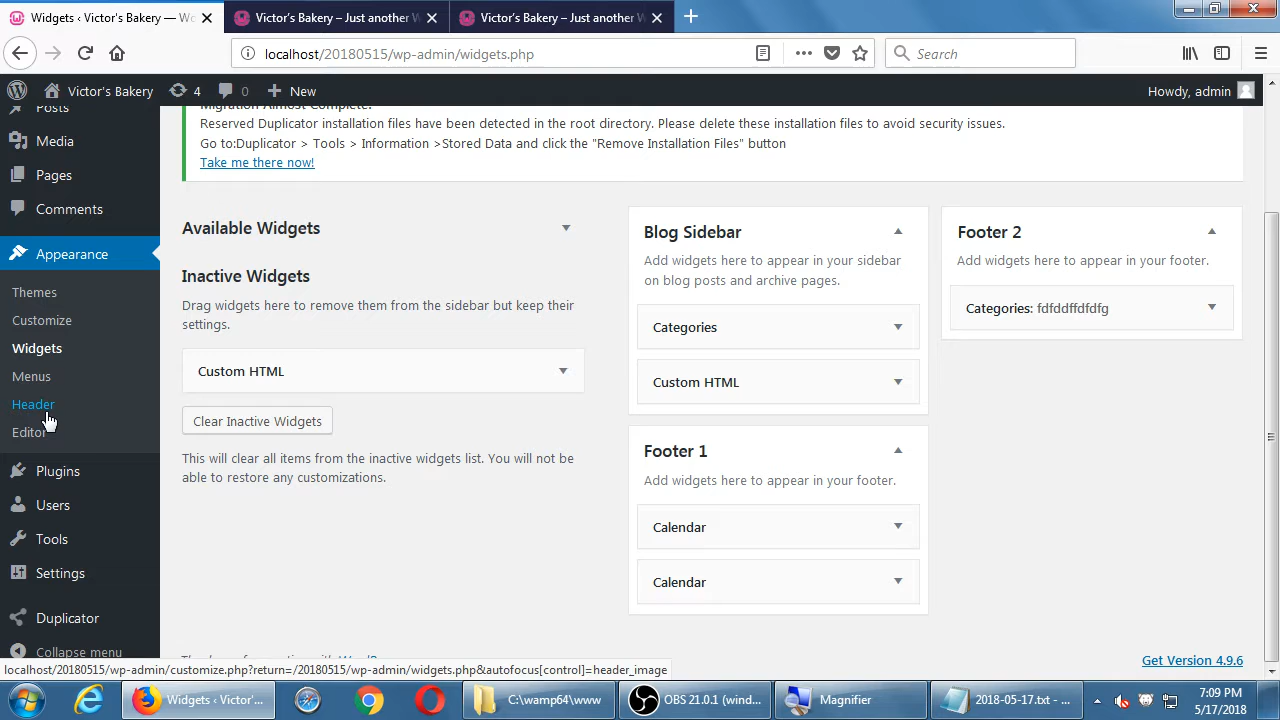 Widgets ‹ Victor's Bakery — Wor
Victor's Bakery – Just another W
Victor's Bakery – Just another Wo
localhost/20180515/wp-admin/widgets.php
Search
Victor's Bakery
4
0
New
Howdy, admin
Posts
Media
Pages
Comments
Appearance
Themes
Customize
Widgets
Menus
Header
Editor
Plugins
Users
Tools
Settings
Duplicator
Collapse menu
Migration Almost Complete!
Reserved Duplicator installation files have been detected in the root directory. Please delete these installation files to avoid security issues.
Go to:Duplicator > Tools > Information >Stored Data and click the "Remove Installation Files" button
Take me there now!
Available Widgets
Inactive Widgets
Drag widgets here to remove them from the sidebar but keep their
settings.
Custom HTML
Clear Inactive Widgets
This will clear all items from the inactive widgets list. You will not be
able to restore any customizations.
Blog Sidebar
Add widgets here to appear in your sidebar
on blog posts and archive pages.
Categories
Custom HTML
Footer 1
Add widgets here to appear in your footer.
Calendar
Calendar
Footer 2
Add widgets here to appear in your footer.
Categories: fdfddffdfdfg
Get Version 4.9.6
localhost/20180515/wp-admin/customize.php?return=/20180515/wp-admin/widgets.php&autofocus[control]=header_image
Widgets ‹ Victor'...
C:\wamp64\www
OBS 21.0.1 (wind...
Magnifier
2018-05-17.txt - ...
7:09 PM
5/17/2018